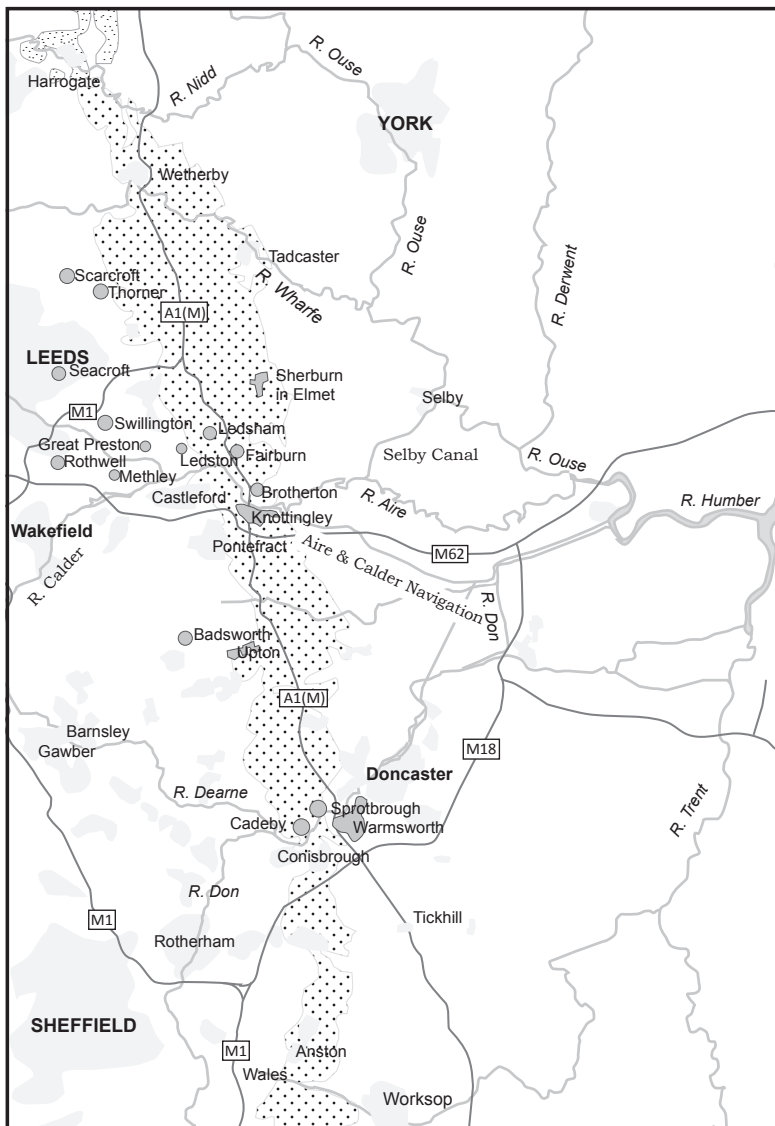 R. Ouse
Harrogate
R. Nidd
YORK
Wetherby
R. Ouse
Tadcaster
R. Derwent
Scarcroft
R. Wharfe
Thorner
A1(M)
LEEDS
Seacroft
Sherburn
in Elmet
Selby
M1
Swillington
Ledsham
Great Preston
Fairburn
Selby Canal
R. Ouse
Rothwell
Ledston
Methley
Castleford
Brotherton
R. Aire
R. Humber
Knottingley
Wakefield
Pontefract
Aire & Calder Navigation
M62
R. Calder
R. Don
Badsworth
Upton
A1(M)
Barnsley
Gawber
M18
Doncaster
R. Dearne
Sprotbrough
R. Trent
Cadeby
Warmsworth
Conisbrough
R. Don
M1
Tickhill
Rotherham
SHEFFIELD
M1
Anston
Wales
Worksop